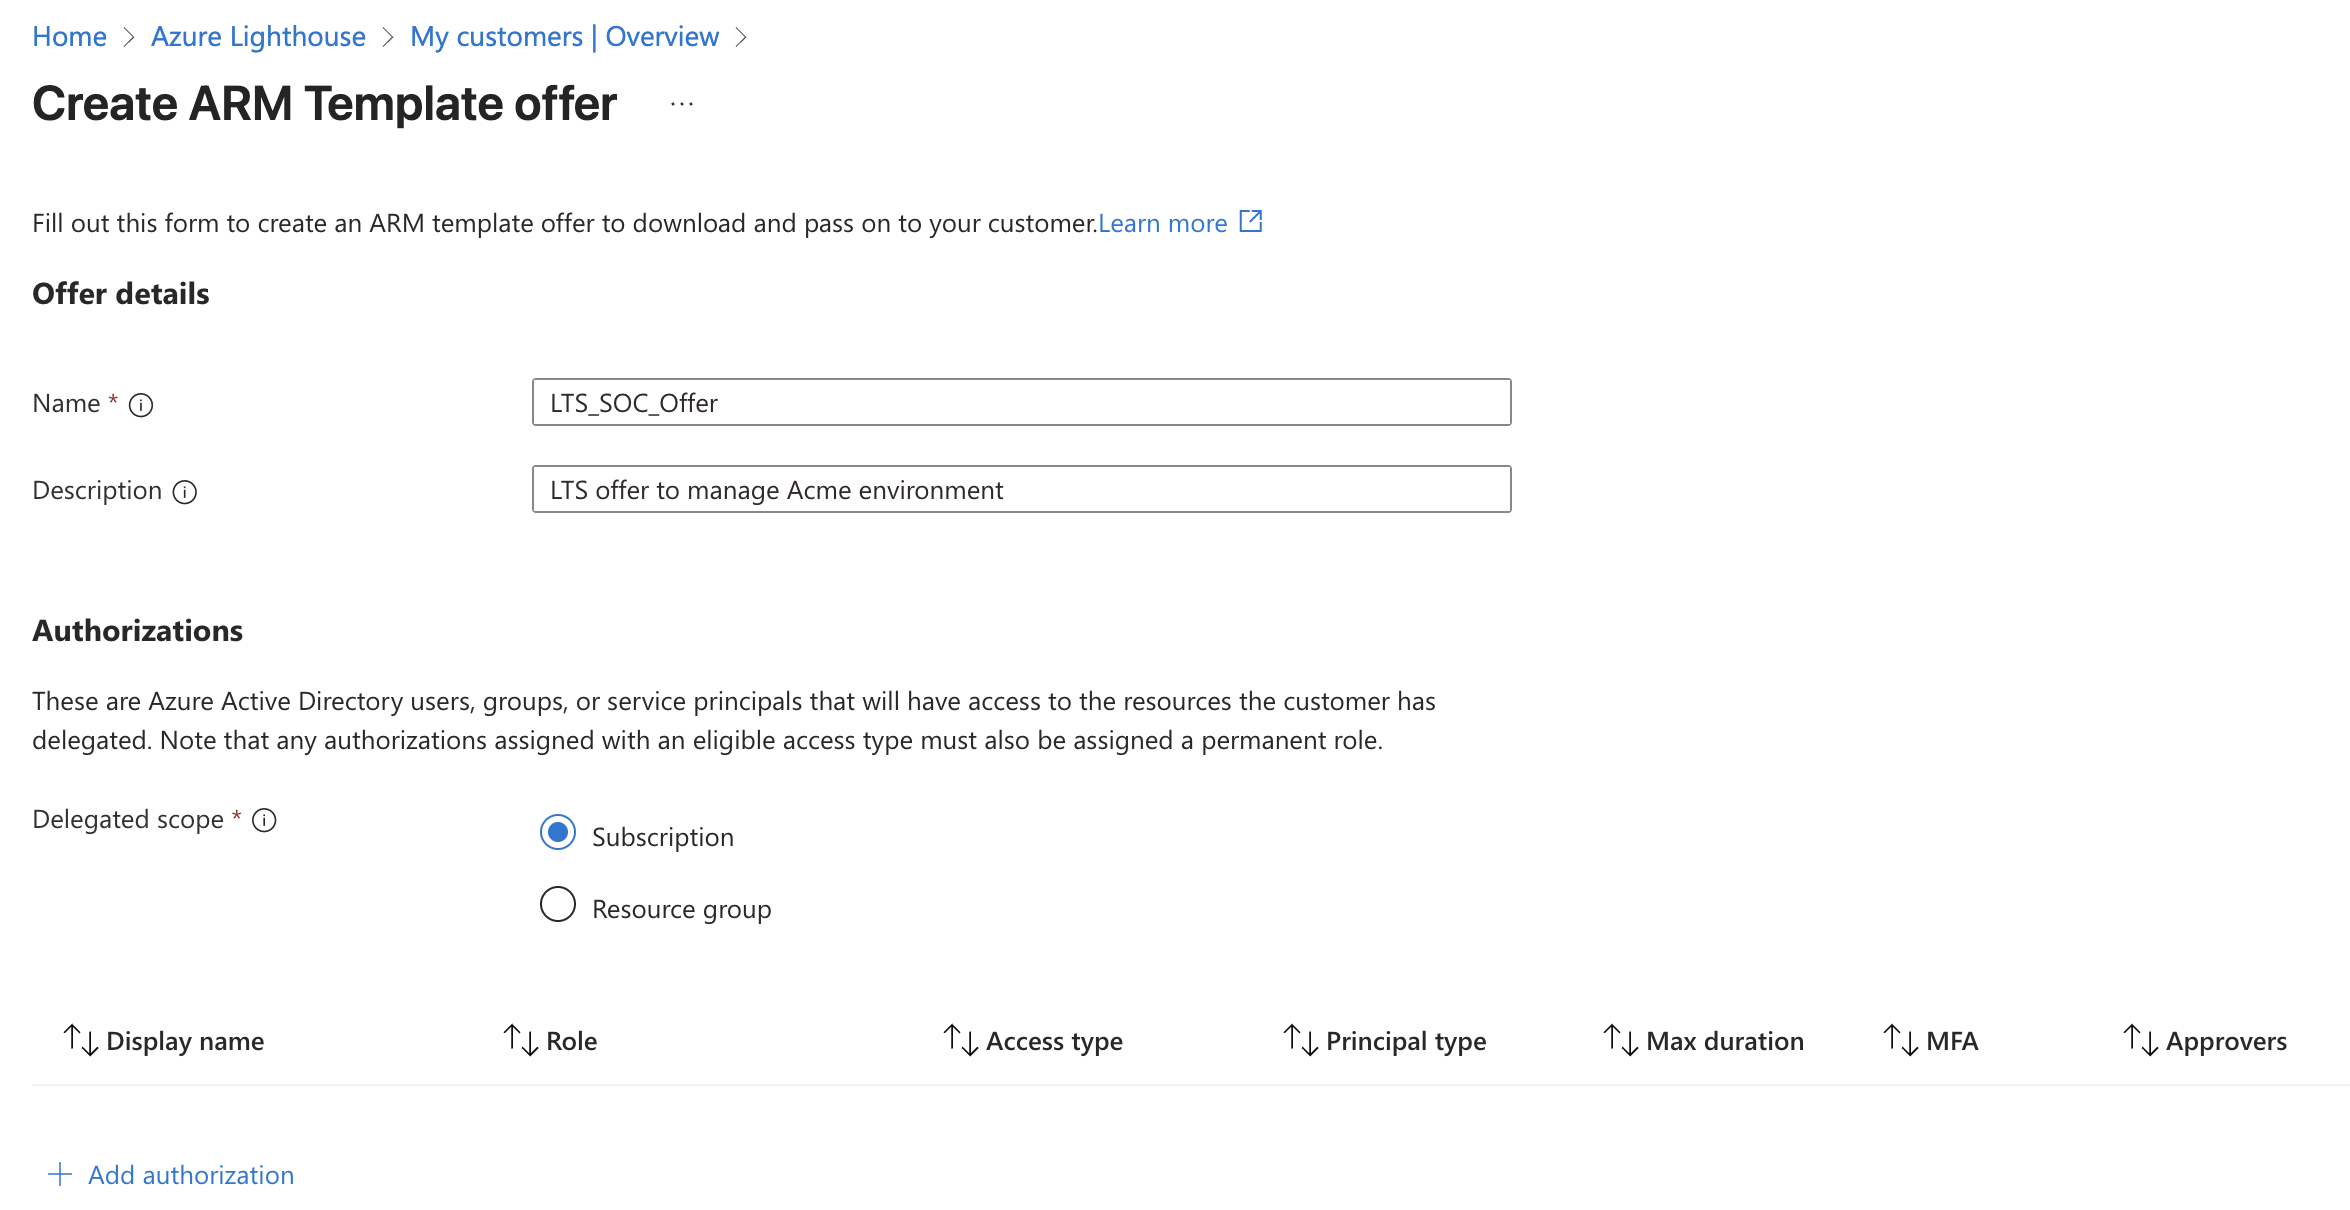 Home > Azure Lighthouse > My customers | Overview >
Create ARM Template offer ...
Fill out this form to create an ARM template offer to download and pass on to your customer.Learn more
Offer details
Name *
LTS_SOC_Offer
Description
LTS offer to manage Acme environment
Authorizations
These are Azure Active Directory users, groups, or service principals that will have access to the resources the customer has
delegated. Note that any authorizations assigned with an eligible access type must also be assigned a permanent role.
Delegated scope *
Subscription
Resource group
↑↓ Display name ↑↓ Role ↑↓ Access type ↑↓ Principal type ↑↓ Max duration ↑↓ MFA ↑↓ Approvers
+ Add authorization